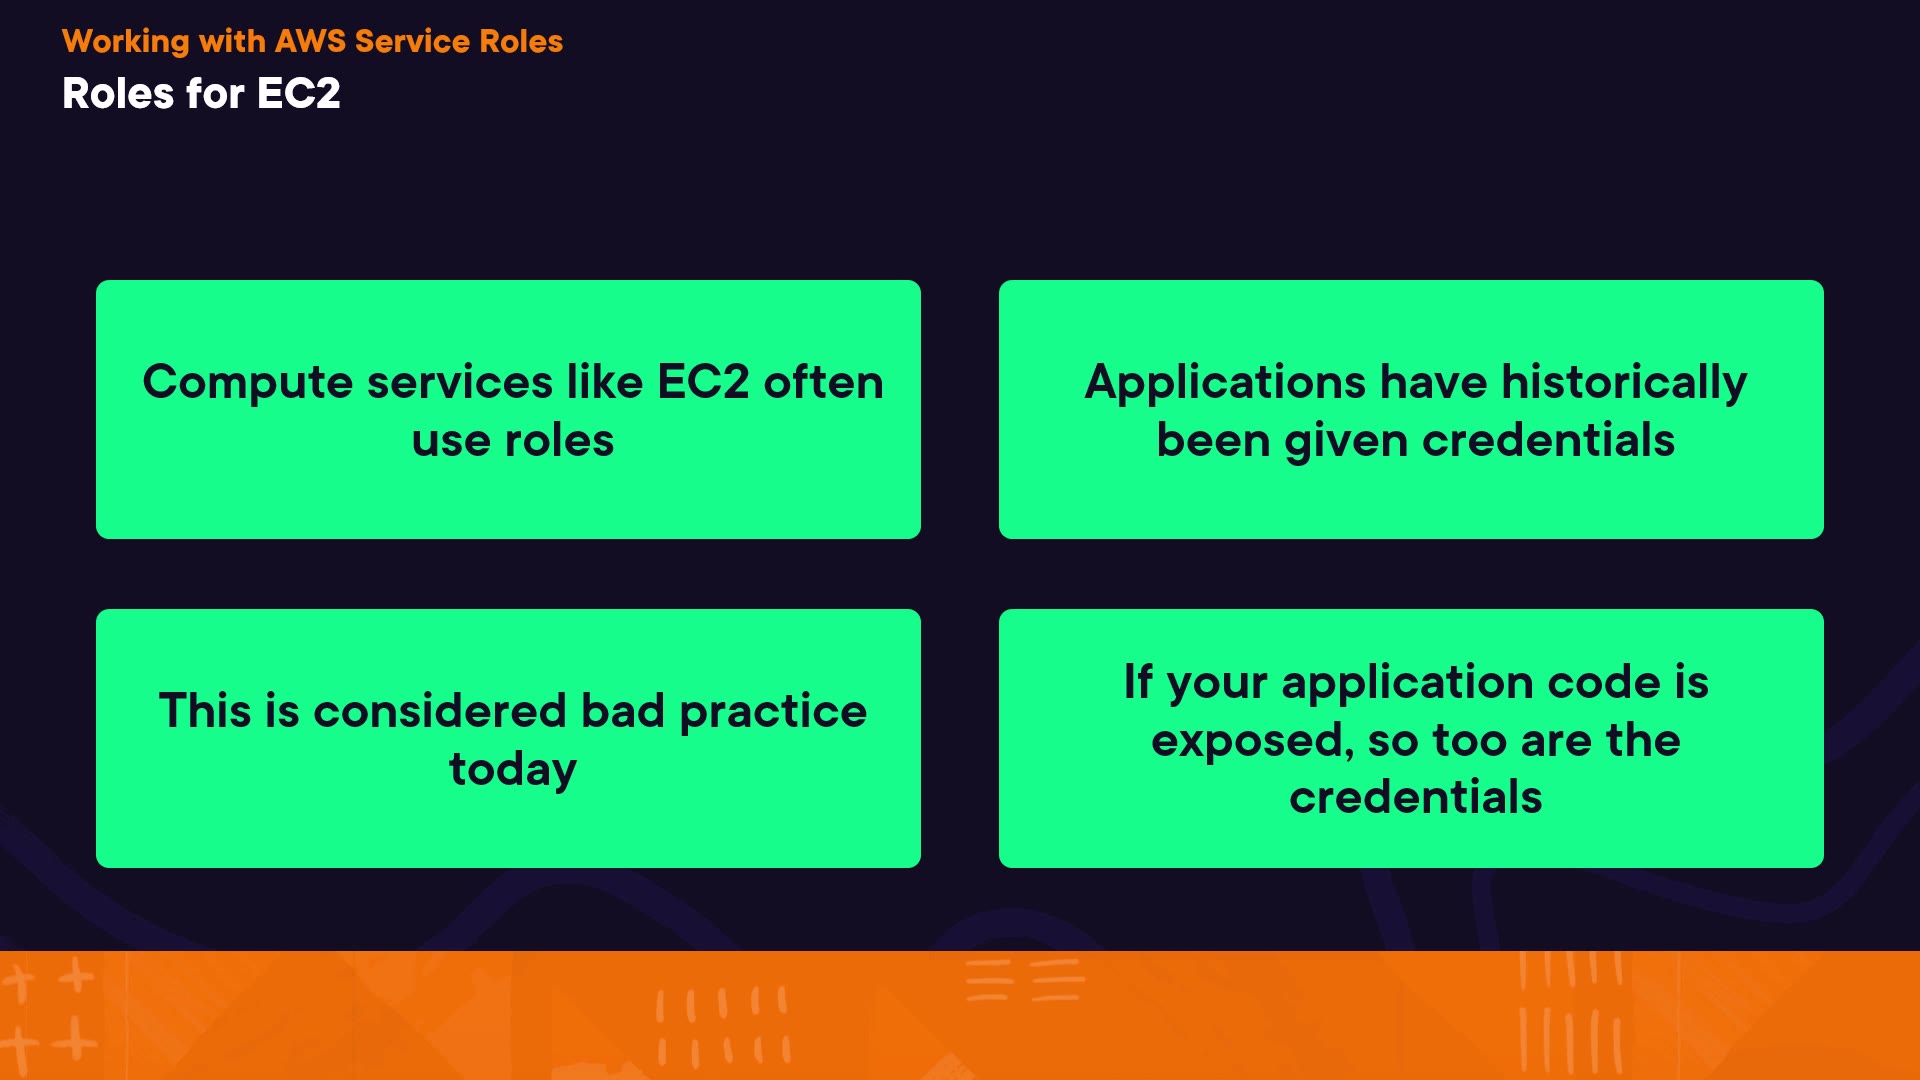 Working with AWS Service Roles
Roles for EC2
Compute services like EC2 often
use roles
Applications have historically
been given credentials
This is considered bad practice
today
If your application code is
exposed, so too are the
credentials